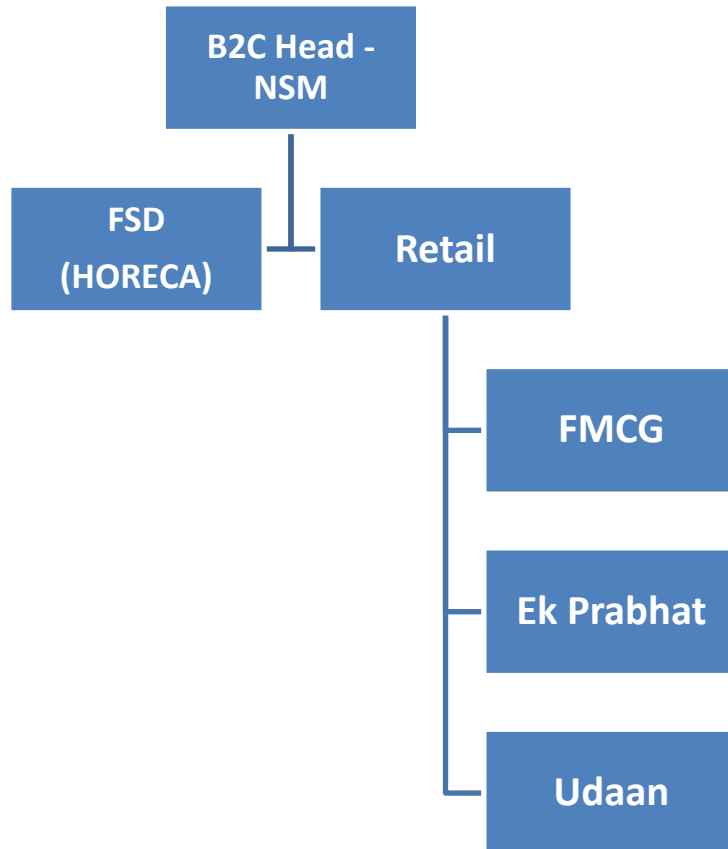 B2C Head -
NSM
FSD
(HORECA)
Retail
FMCG
Ek Prabhat
Udaan